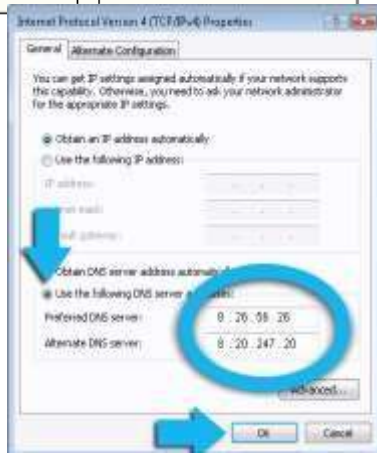 Internet Protocol Version 4 (TCP/IPv4) Properties
General
Alternate Configuration
You can get IP settings assigned automatically if your network supports
this capability. Otherwise, you need to ask your network administrator
for the appropriate IP settings.
Obtain an IP address automatically
Use the following IP address:
IP address:
Obtain DNS server address
Use the following DNS server
Preferred DNS server:
8 . 26 . 56 . 26
Alternate DNS server:
8 . 20 . 247 . 20
Advanced...
OK
Cancel